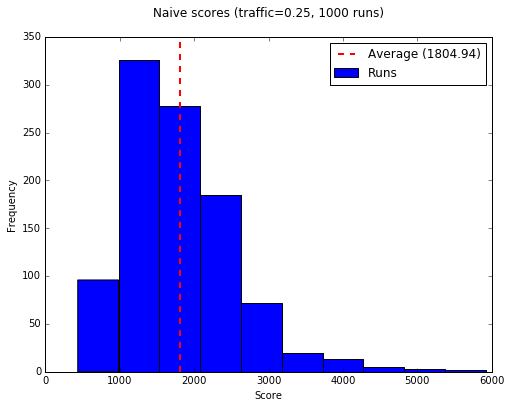 Naive scores (traffic=0.25, 1000 runs)
Average (1804.94)
Runs
350
300
250
200
150
100
50
0
Frequency
0 1000 2000 3000 4000 5000 6000
Score